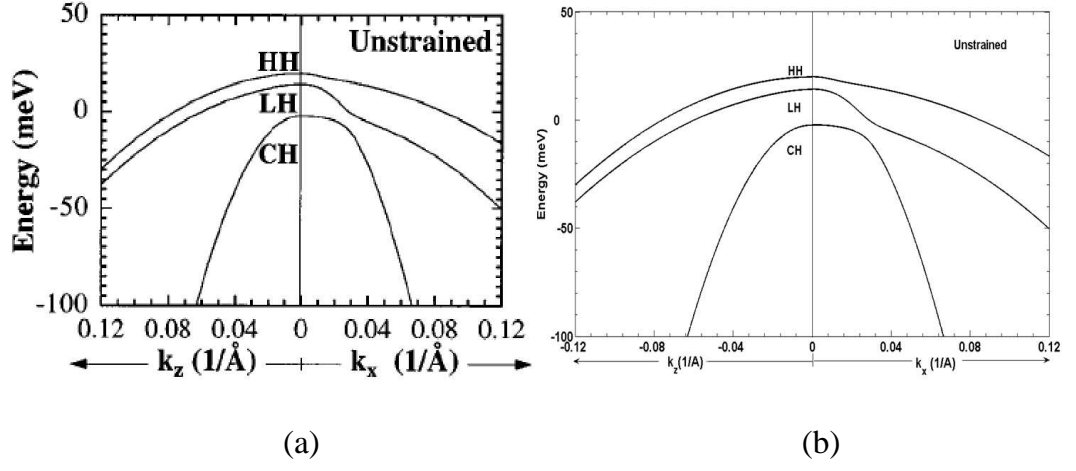 50
Unstrained
HH
LH
CH
0
-50
-100
Energy (meV)
0.12 0.08 0.04 0 0.04 0.08 0.12
k_z (1/Å) k_x (1/Å)
(a)
50
Unstrained
HH
LH
CH
0
-50
-100
Energy (meV)
-0.12 -0.08 -0.04 0 0.04 0.08 0.12
k_z(1/A) k_x (1/A)
(b)